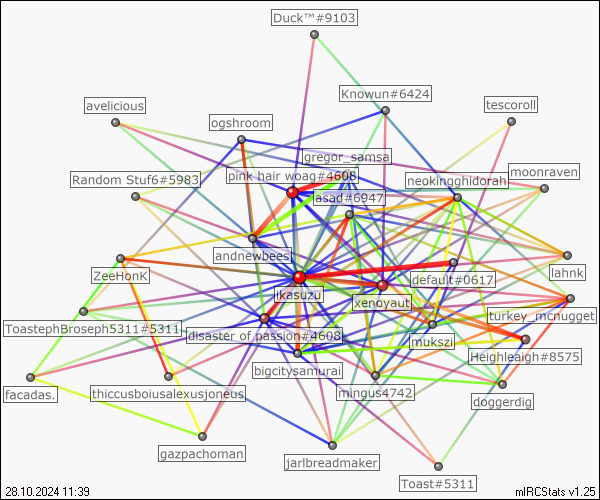 Duck™#9103
Knowun#6424
avelicious
tescoroll
ogshroom
gregor_samsa
pink hair woag#4608
moonraven
Random Stuf6#5983
neokingghidorah
asad#6947
andnewbees
lahnk
ZeeHonk
default#0617
ikasuzu
xenoyaut
turkey_mcnugget
ToastephBroseph5311#5311
disaster of passion#4608
mukszi
Heighleaigh#8575
bigcitysamurai
facadas.
thiccusboiusalexusjoneus
mingus4742
doggerdig
gazpachoman
jarlbreadmaker
Toast#5311
28.10.2024 11:39
mIRCStats v1.25